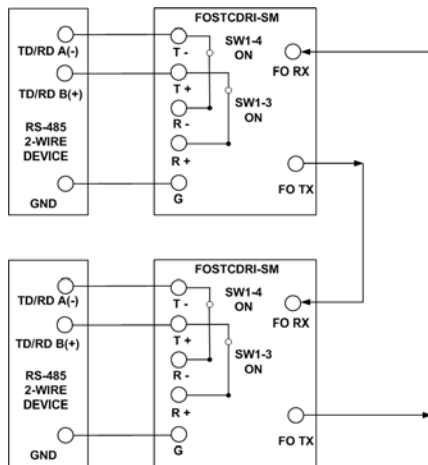 FOSTCDRI-SM
TD/RD A(-)
T -
SW1-4
ON
FO RX
TD/RD B(+)
T +
SW1-3
ON
RS-485
2-WIRE
DEVICE
R -
R +
FO TX
GND
G
FOSTCDRI-SM
TD/RD A(-)
T -
SW1-4
ON
FO RX
TD/RD B(+)
T +
SW1-3
ON
RS-485
2-WIRE
DEVICE
R -
R +
FO TX
GND
G